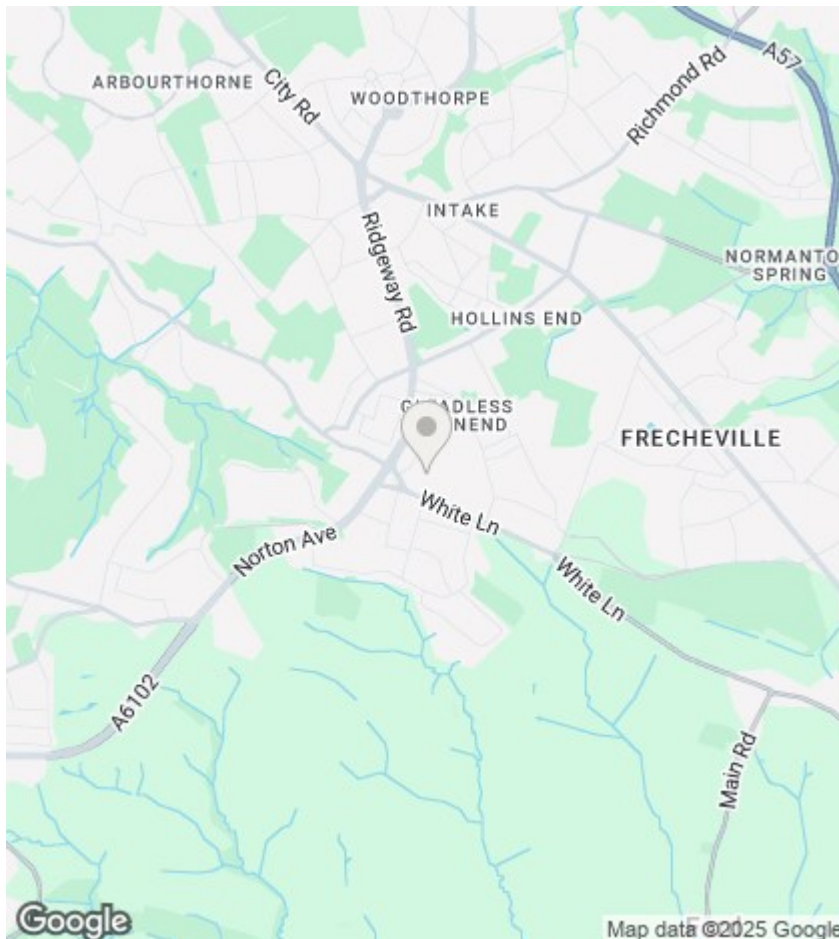 A57
ARBOURTHORNE
City Rd
WOODTHORPE
Richmond Rd
INTAKE
Ridgeway Rd
NORMANTO
SPRING
HOLLINS END
FRECHEVILLE
White Ln
Norton Ave
White Ln
A6102
Main Rd
Google
Map data ©2025 Google